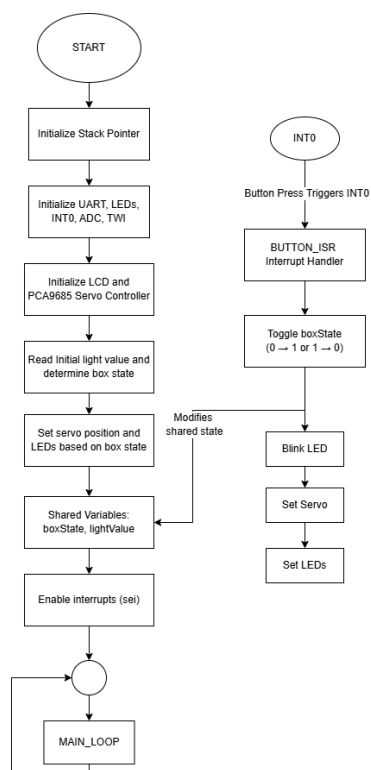 START
Initialize Stack Pointer
Initialize UART, LEDs,
INT0, ADC, TWI
Initialize LCD and
PCA9685 Servo Controller
Read Initial light value and
determine box state
Set servo position and
LEDs based on box state
Shared Variables:
boxState, lightValue
Enable interrupts (sei)
MAIN_LOOP
INT0
Button Press Triggers INT0
BUTTON_ISR
Interrupt Handler
Toggle boxState
(0 → 1 or 1 → 0)
Modifies
shared state
Blink LED
Set Servo
Set LEDs